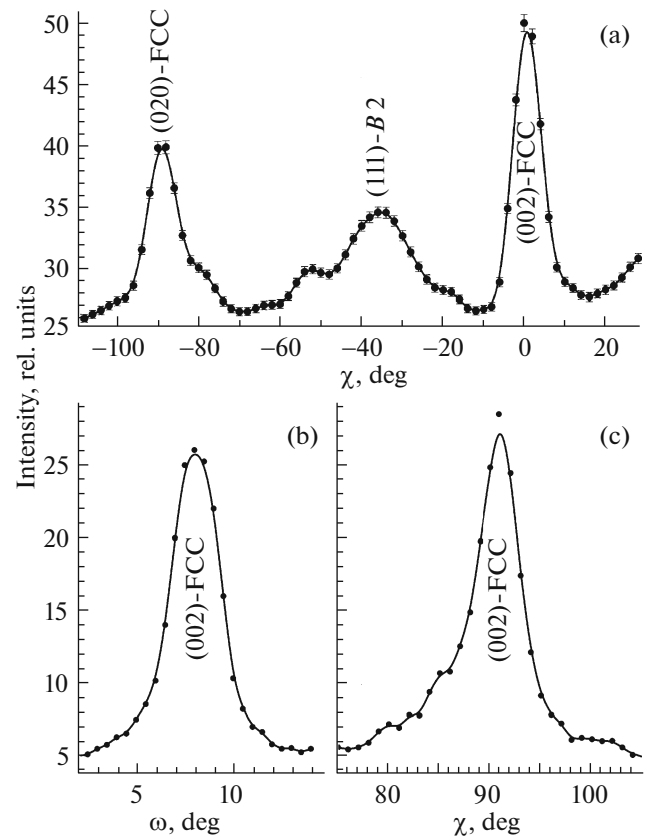 50
(a)
45
(020)-FCC
40
(111)-B2
(002)-FCC
35
30
25
−100
−80
−60
−40
−20
0
20
χ, deg
Intensity, rel. units
(b)
25
(002)-FCC
20
15
10
5
5
10
ω, deg
(c)
(002)-FCC
80
90
100
χ, deg